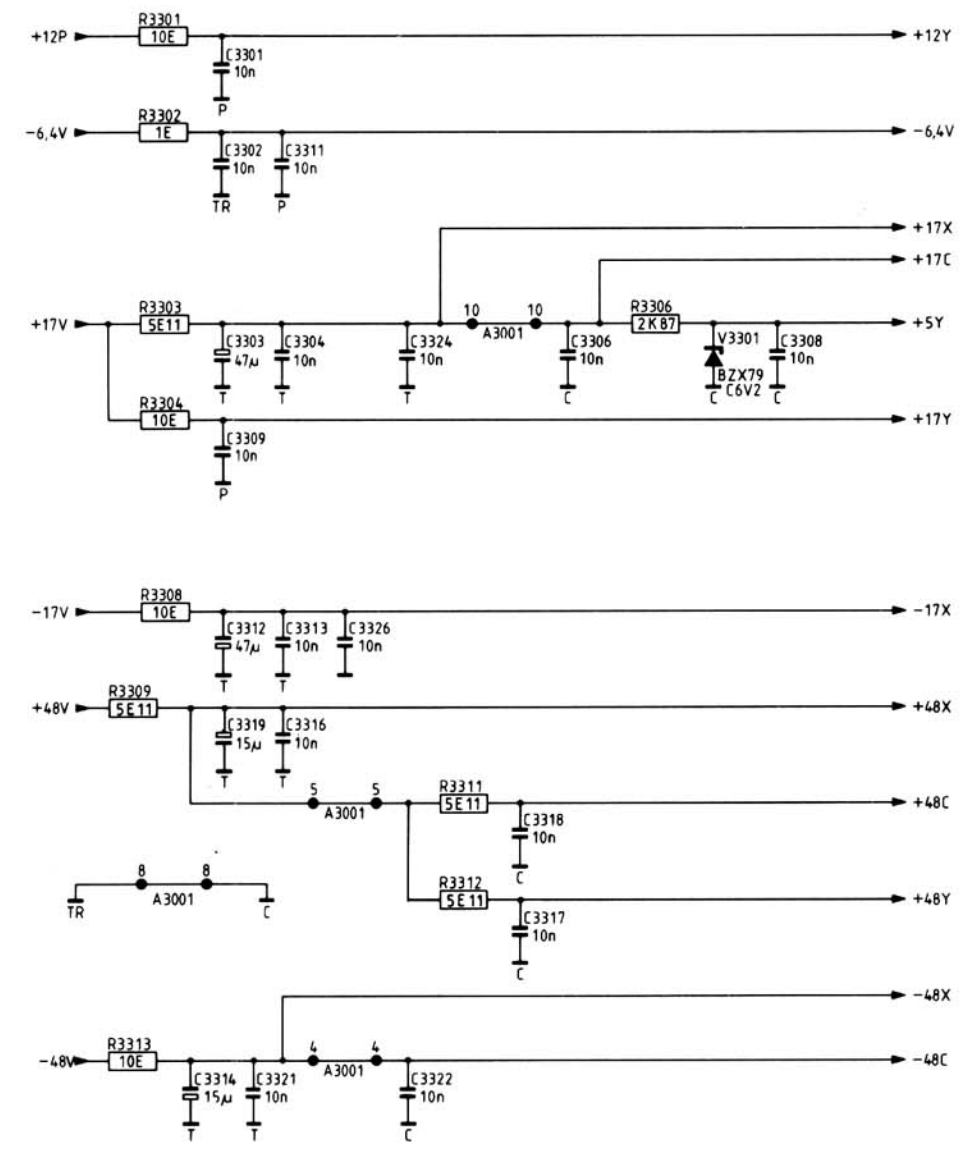 R3301
+12P 10E +12Y
C3301
10n
P
R3302
-6,4V 1E -6,4V
C3302 C3311
10n 10n
TR P
+17X
+17C
R3303 10 10 R3306
+17V 5E11 A3001 2K87 +5Y
C3303 C3304 C3324 C3306 V3301 C3308
47µ 10n 10n 10n BZX79 10n
C6V2
T T T C C C
R3304
10E +17Y
C3309
10n
P
R3308
-17V 10E -17X
C3312 C3313 C3326
47µ 10n 10n
T T
R3309
+48V 5E11 +48X
C3319 C3316
15µ 10n
T T
5 5 R3311
A3001 5E11 +48C
C3318
10n
C
8 8
TR A3001 C
R3312
5E11 +48Y
C3317
10n
C
-48X
R3313 4 4
-48V 10E A3001 -48C
C3314 C3321 C3322
15µ 10n 10n
T T C